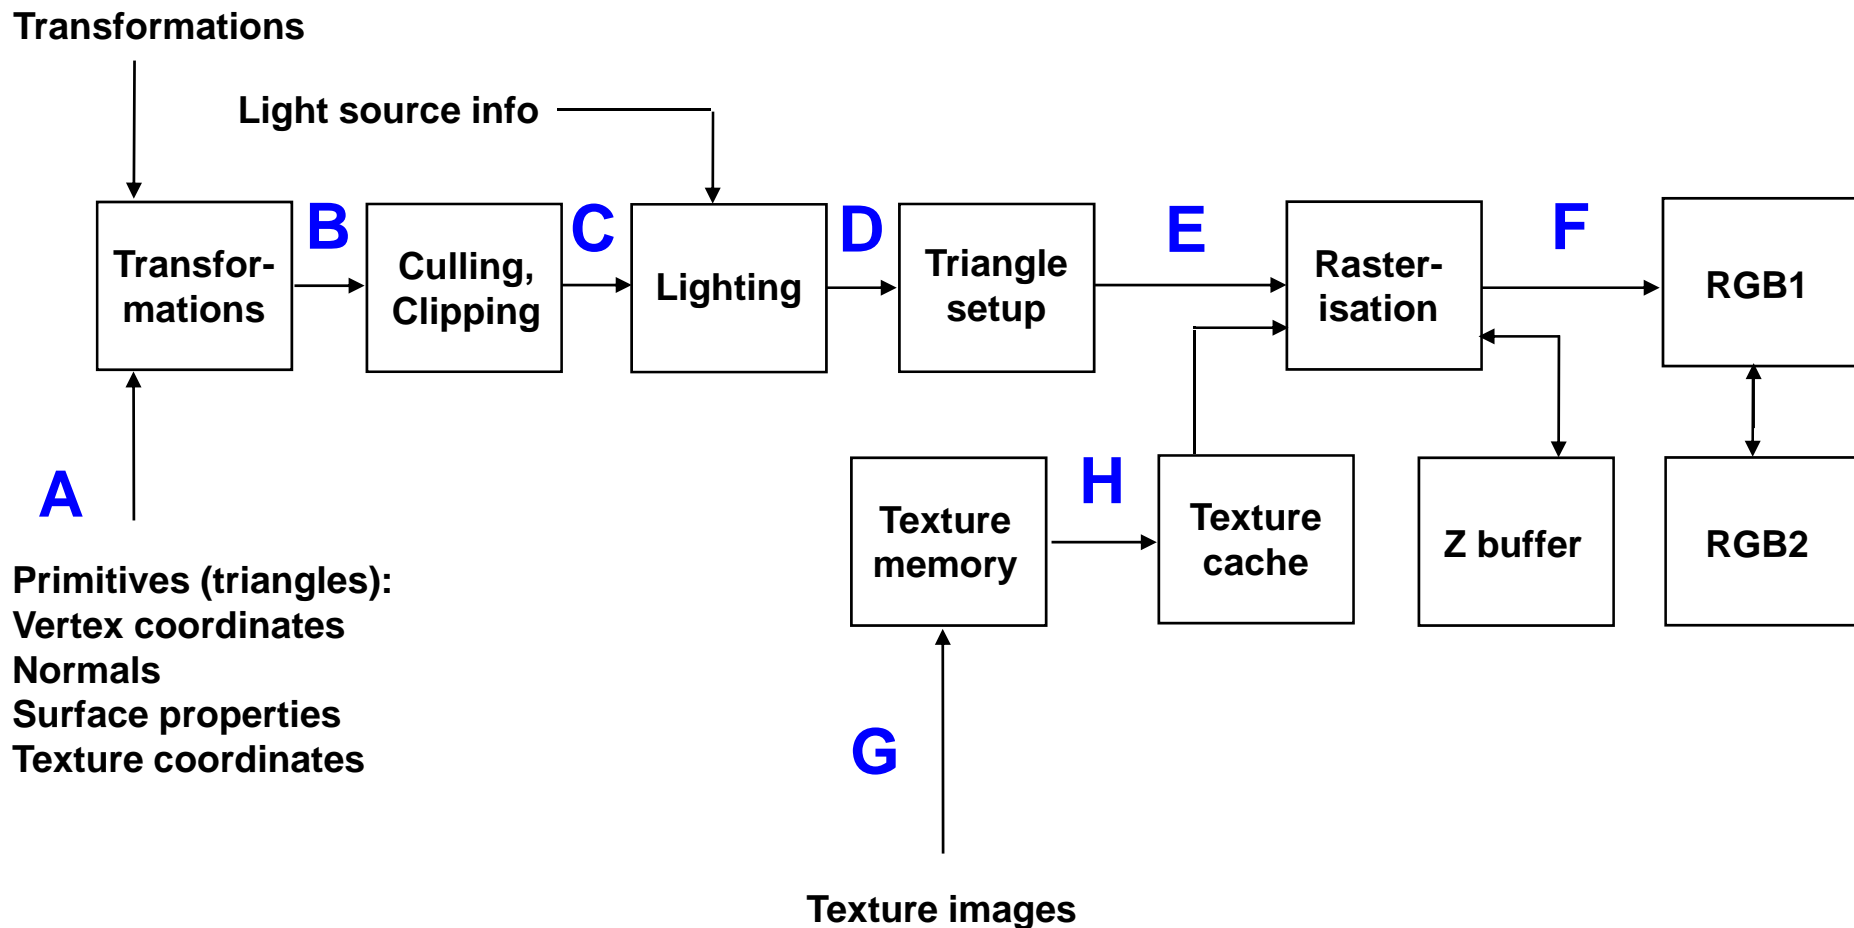 Transformations
Light source info
B
C
D
E
F
Transfor-
mations
Culling,
Clipping
Lighting
Triangle
setup
Raster-
isation
RGB1
A
H
Texture
memory
Texture
cache
Z buffer
RGB2
Primitives (triangles):
Vertex coordinates
Normals
Surface properties
Texture coordinates
G
Texture images